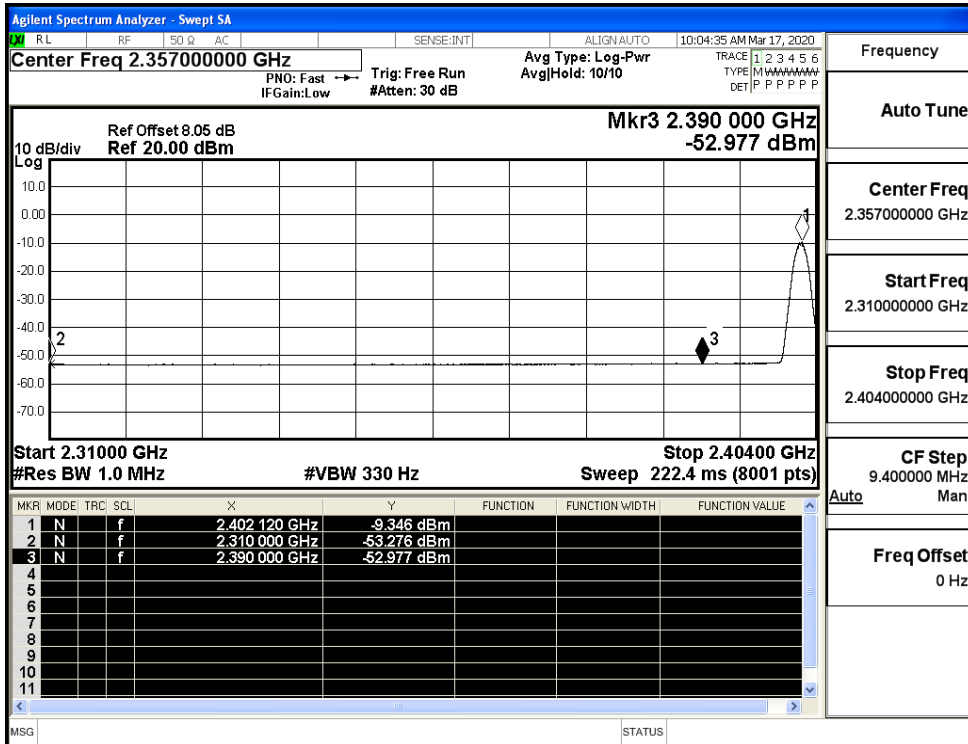 Agilent Spectrum Analyzer - Swept SA
LXI RL RF 50 Ω AC SENSE:INT ALIGN AUTO 10:04:35 AM Mar 17, 2020
Center Freq 2.357000000 GHz
PNO: Fast
IFGain:Low
Trig: Free Run
#Atten: 30 dB
Avg Type: Log-Pwr
Avg|Hold: 10/10
TRACE 1 2 3 4 5 6
TYPE M WWWWW
DET P P P P P P
Ref Offset 8.05 dB
10 dB/div Ref 20.00 dBm
Log
Mkr3 2.390 000 GHz
-52.977 dBm
10.0
0.00
-10.0
-20.0
-30.0
-40.0
-50.0
-60.0
-70.0
1
2
3
Start 2.31000 GHz Stop 2.40400 GHz
#Res BW 1.0 MHz #VBW 330 Hz Sweep 222.4 ms (8001 pts)
MKR MODE TRC SCL X Y FUNCTION FUNCTION WIDTH FUNCTION VALUE
1 N f 2.402 120 GHz -9.346 dBm
2 N f 2.310 000 GHz -53.276 dBm
3 N f 2.390 000 GHz -52.977 dBm
4
5
6
7
8
9
10
11
MSG STATUS
Frequency
Auto Tune
Center Freq
2.357000000 GHz
Start Freq
2.310000000 GHz
Stop Freq
2.404000000 GHz
CF Step
9.400000 MHz
Auto Man
Freq Offset
0 Hz